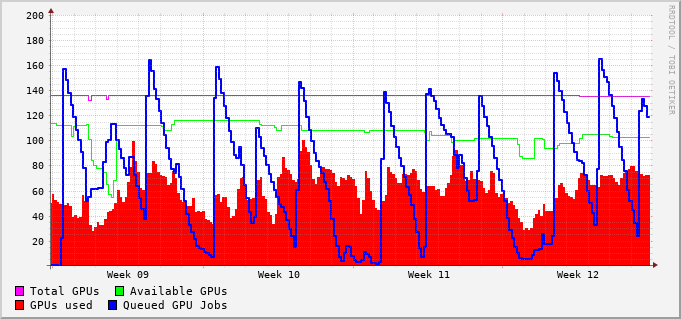 200
180
160
140
120
100
80
60
40
20
Week 09 Week 10 Week 11 Week 12
Total GPUs Available GPUs
GPUs used Queued GPU Jobs
RRDTOOL / TOBI OETIKER